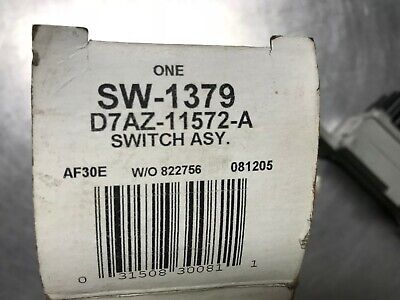 ONE
SW-1379
D7AZ-11572-A
SWITCH ASY.
AF30E W/O 822756 081205
0 31508 30081 1